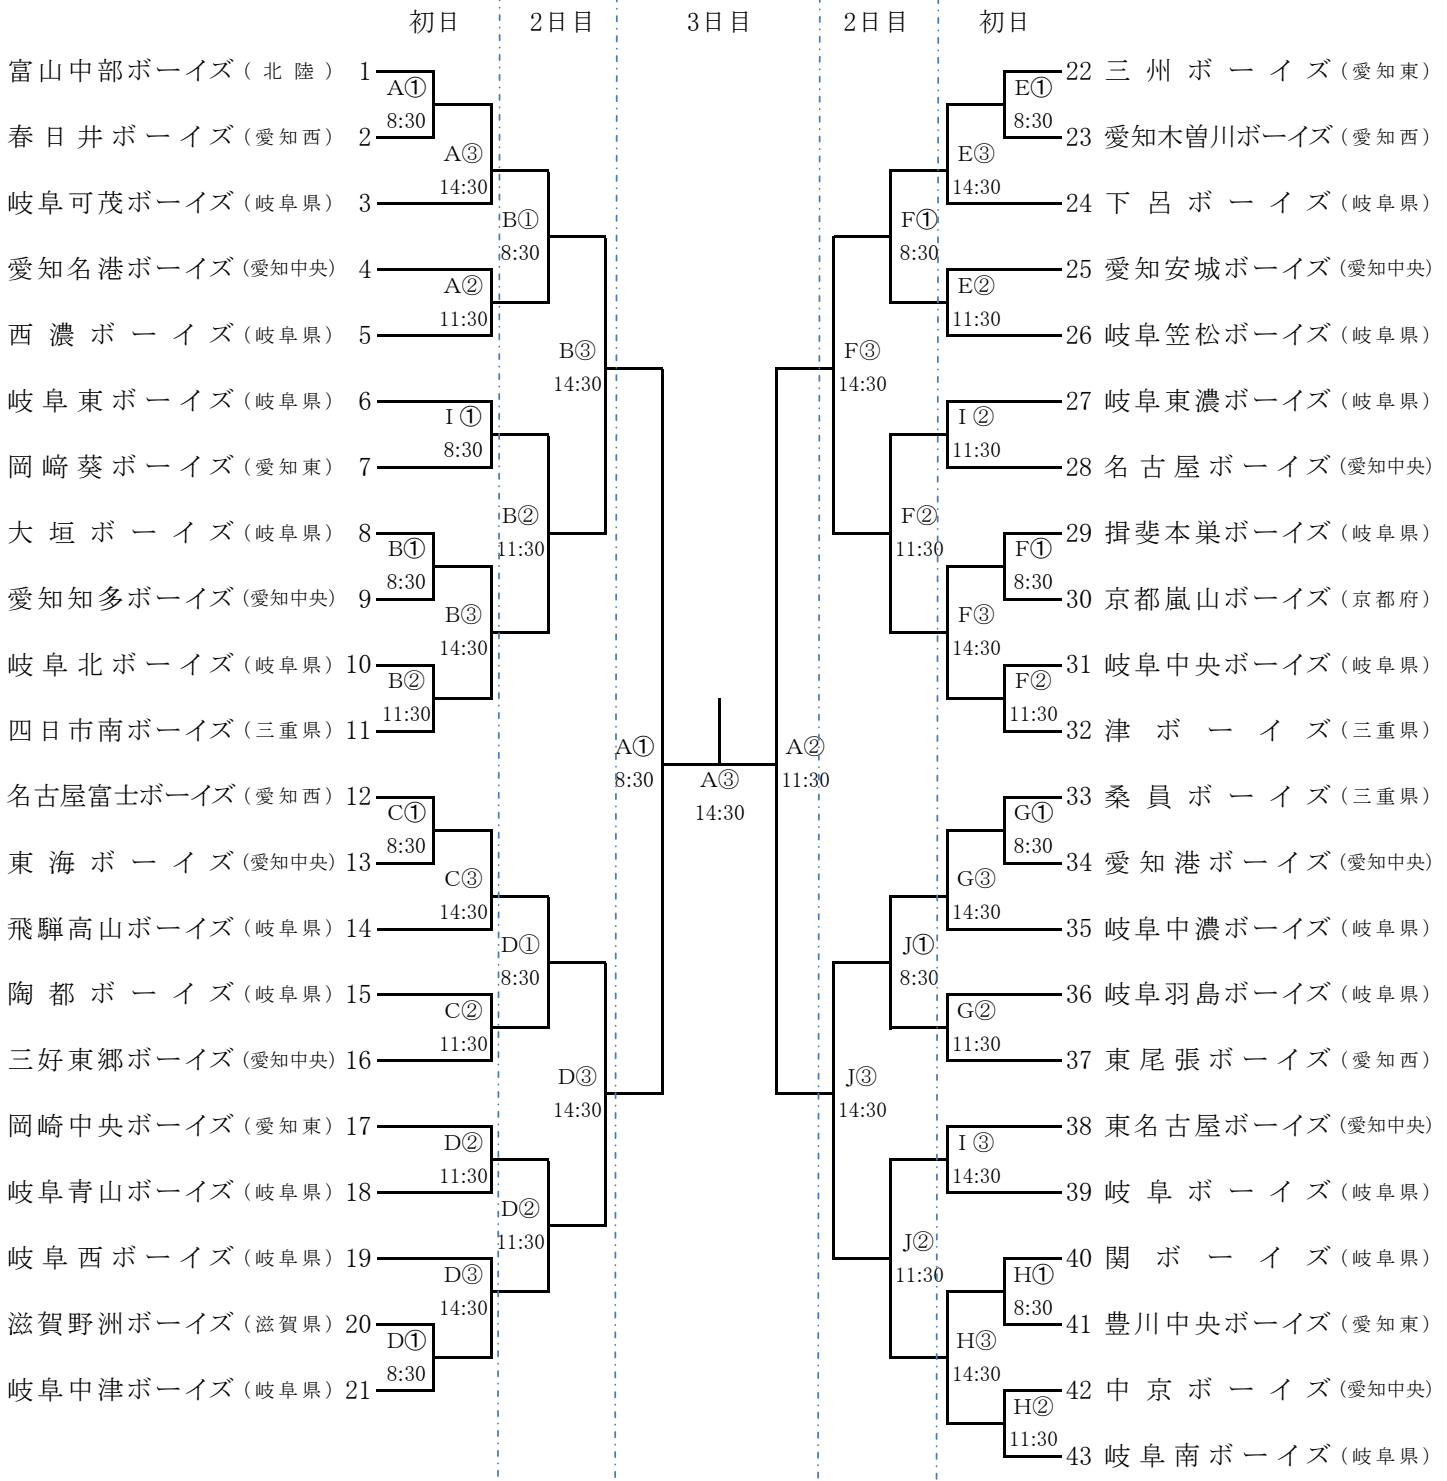 初日 2日目 3日目 2日目 初日
富山中部ボーイズ(北陸) 1
A①
8:30
春日井ボーイズ(愛知西) 2
A③
14:30
岐阜可茂ボーイズ(岐阜県) 3
B①
8:30
愛知名港ボーイズ(愛知中央) 4
A②
11:30
西濃ボーイズ(岐阜県) 5
B③
14:30
岐阜東ボーイズ(岐阜県) 6
I①
8:30
岡﨑葵ボーイズ(愛知東) 7
B②
11:30
大垣ボーイズ(岐阜県) 8
B①
8:30
愛知知多ボーイズ(愛知中央) 9
B③
14:30
岐阜北ボーイズ(岐阜県) 10
B②
11:30
四日市南ボーイズ(三重県) 11
A①
8:30
名古屋富士ボーイズ(愛知西) 12
C①
8:30
東海ボーイズ(愛知中央) 13
C③
14:30
飛騨高山ボーイズ(岐阜県) 14
D①
8:30
陶都ボーイズ(岐阜県) 15
C②
11:30
三好東郷ボーイズ(愛知中央) 16
D③
14:30
岡崎中央ボーイズ(愛知東) 17
D②
11:30
岐阜青山ボーイズ(岐阜県) 18
D②
11:30
岐阜西ボーイズ(岐阜県) 19
D③
14:30
滋賀野洲ボーイズ(滋賀県) 20
D①
8:30
岐阜中津ボーイズ(岐阜県) 21
A③
14:30
22 三州ボーイズ(愛知東)
E①
8:30
23 愛知木曽川ボーイズ(愛知西)
E③
14:30
24 下呂ボーイズ(岐阜県)
F①
8:30
25 愛知安城ボーイズ(愛知中央)
E②
11:30
26 岐阜笠松ボーイズ(岐阜県)
F③
14:30
27 岐阜東濃ボーイズ(岐阜県)
I②
11:30
28 名古屋ボーイズ(愛知中央)
F②
11:30
29 揖斐本巣ボーイズ(岐阜県)
F①
8:30
30 京都嵐山ボーイズ(京都府)
F③
14:30
31 岐阜中央ボーイズ(岐阜県)
F②
11:30
32 津ボーイズ(三重県)
A②
11:30
33 桑員ボーイズ(三重県)
G①
8:30
34 愛知港ボーイズ(愛知中央)
G③
14:30
35 岐阜中濃ボーイズ(岐阜県)
J①
8:30
36 岐阜羽島ボーイズ(岐阜県)
G②
11:30
37 東尾張ボーイズ(愛知西)
J③
14:30
38 東名古屋ボーイズ(愛知中央)
I③
14:30
39 岐阜ボーイズ(岐阜県)
J②
11:30
40 関ボーイズ(岐阜県)
H①
8:30
41 豊川中央ボーイズ(愛知東)
H③
14:30
42 中京ボーイズ(愛知中央)
H②
11:30
43 岐阜南ボーイズ(岐阜県)